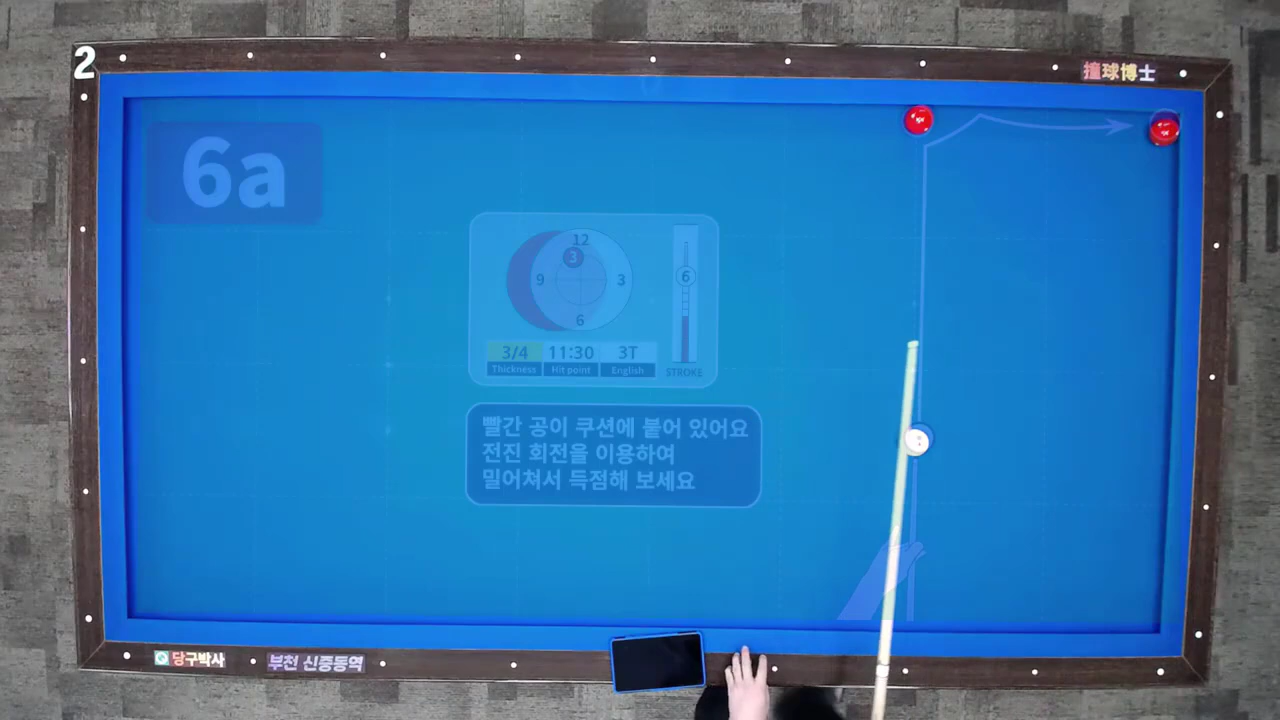 2
撞球博士
6a
12
3
9
3
6
6
3/4 11:30 3T
Thickness Hit point English
STROKE
빨간 공이 쿠션에 붙어 있어요
전진 회전을 이용하여
밀어쳐서 득점해 보세요
당구박사
부천 신중동역